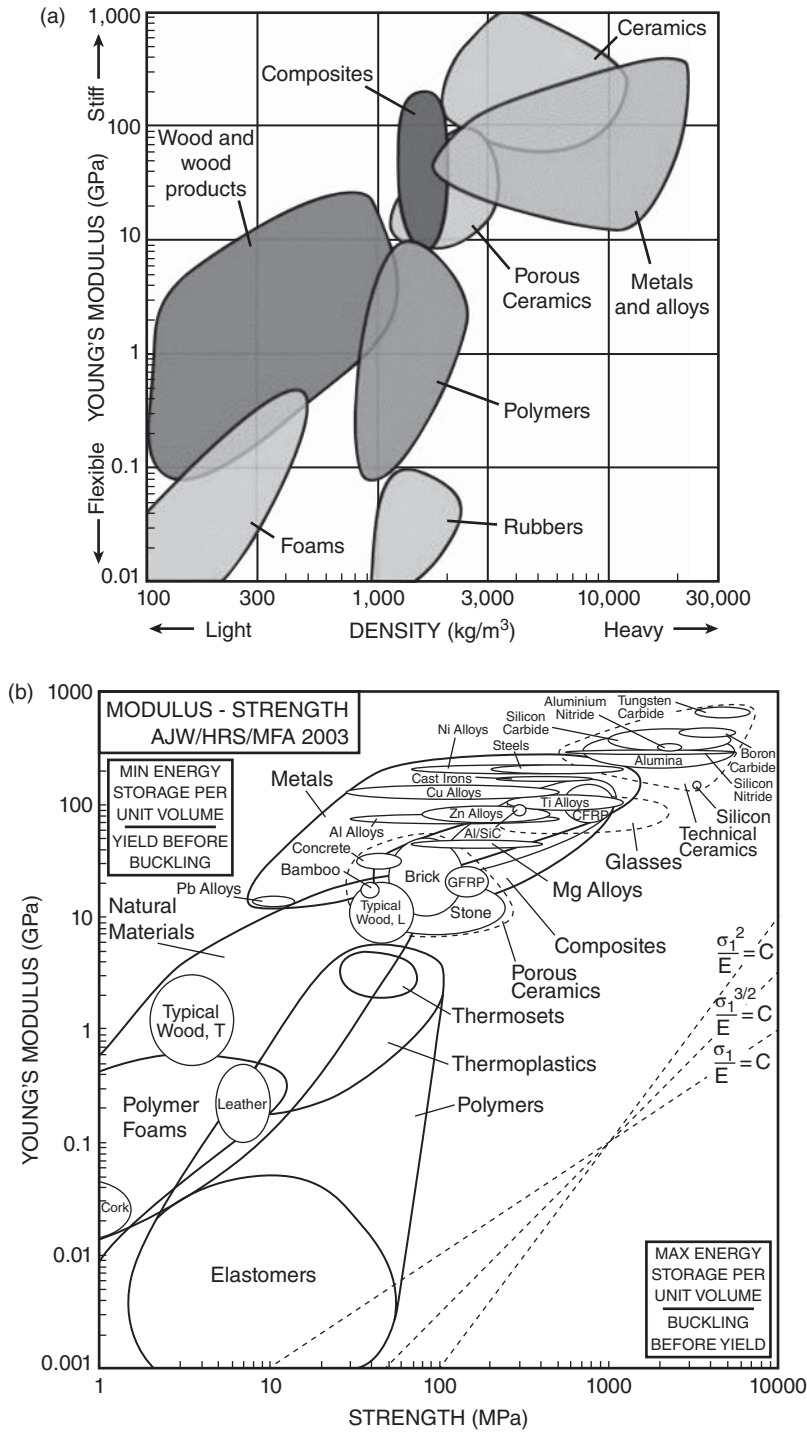 (a)
1,000
100
10
1
0.1
0.01
Stiff
YOUNG'S MODULUS (GPa)
Flexible
Ceramics
Composites
Wood and
wood
products
Porous
Ceramics
Metals
and alloys
Polymers
Rubbers
Foams
100
300
1,000
3,000
10,000
30,000
Light
DENSITY (kg/m³)
Heavy
(b)
1000
100
10
1
0.1
0.01
0.001
YOUNG'S MODULUS (GPa)
MODULUS - STRENGTH
AJW/HRS/MFA 2003
MIN ENERGY
STORAGE PER
UNIT VOLUME
YIELD BEFORE
BUCKLING
Metals
Ni Alloys
Silicon
Carbide
Steels
Aluminium
Nitride
Tungsten
Carbide
Cast Irons
Cu Alloys
Alumina
Boron
Carbide
Silicon
Nitride
Ti Alloys
Zn Alloys
CFRP
Silicon
Technical
Ceramics
Al Alloys
Al/SiC
Glasses
Concrete
Bamboo
Brick
GFRP
Mg Alloys
Pb Alloys
Natural
Materials
Typical
Wood, L
Stone
Composites
Porous
Ceramics
σ₁²/E = C
σ₁^3/2/E = C
σ₁/E = C
Typical
Wood, T
Thermosets
Thermoplastics
Polymer
Foams
Leather
Polymers
Cork
Elastomers
MAX ENERGY
STORAGE PER
UNIT VOLUME
BUCKLING
BEFORE YIELD
1
10
100
1000
10000
STRENGTH (MPa)